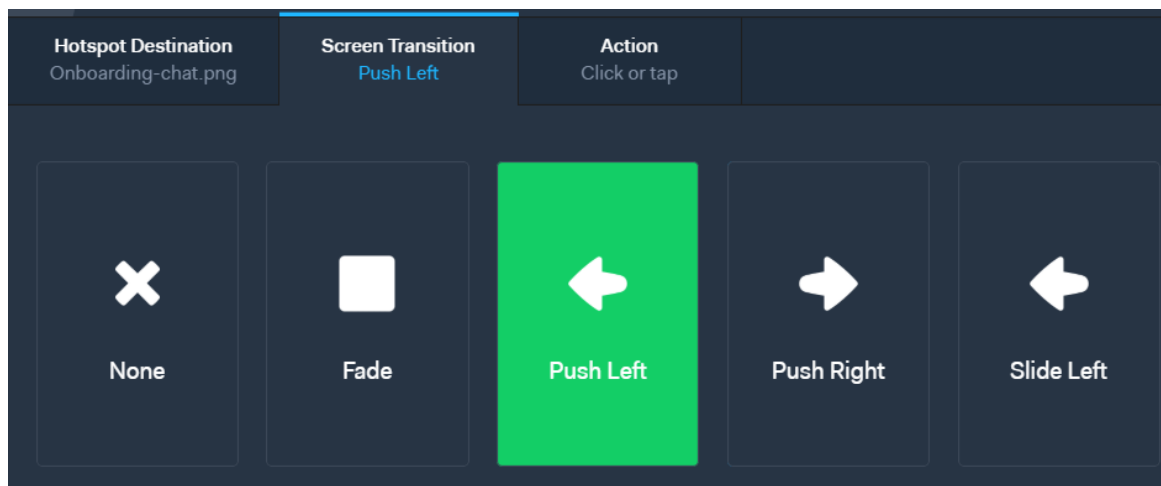 Hotspot Destination
Onboarding-chat.png
Screen Transition
Push Left
Action
Click or tap
None
Fade
Push Left
Push Right
Slide Left